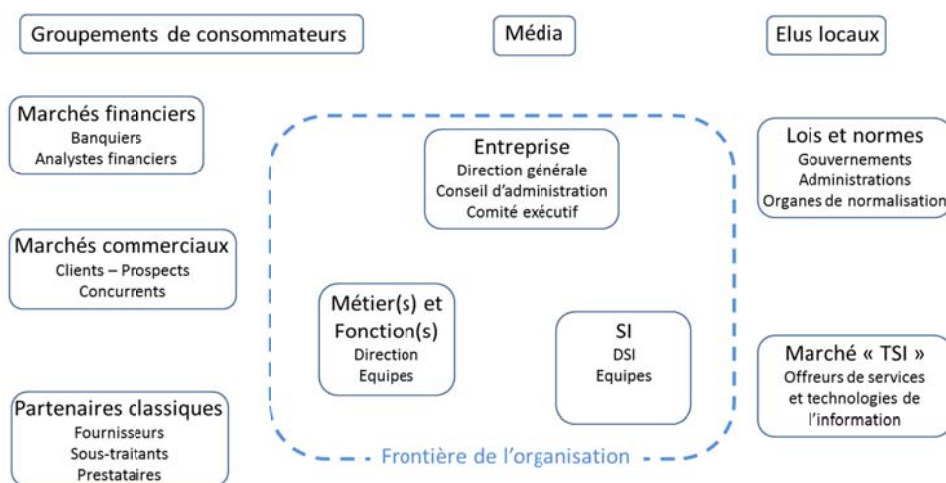 Groupements de consommateurs
Média
Elus locaux
Marchés financiers
Banquiers
Analystes financiers
Entreprise
Direction générale
Conseil d'administration
Comité exécutif
Lois et normes
Gouvernements
Administrations
Organes de normalisation
Marchés commerciaux
Clients – Prospects
Concurrents
Métier(s) et
Fonction(s)
Direction
Equipes
SI
DSI
Equipes
Marché « TSI »
Offreurs de services
et technologies de
l'information
Partenaires classiques
Fournisseurs
Sous-traitants
Prestataires
Frontière de l'organisation